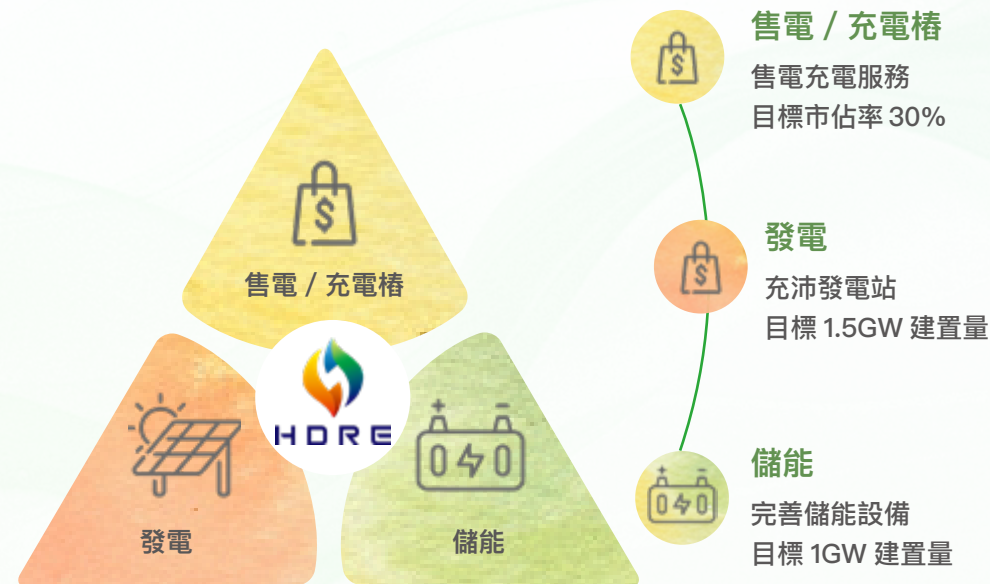 售電 / 充電樁
HDRE
發電
儲能
售電 / 充電樁
售電充電服務
目標市佔率 30%
發電
充沛發電站
目標 1.5GW 建置量
儲能
完善儲能設備
目標 1GW 建置量